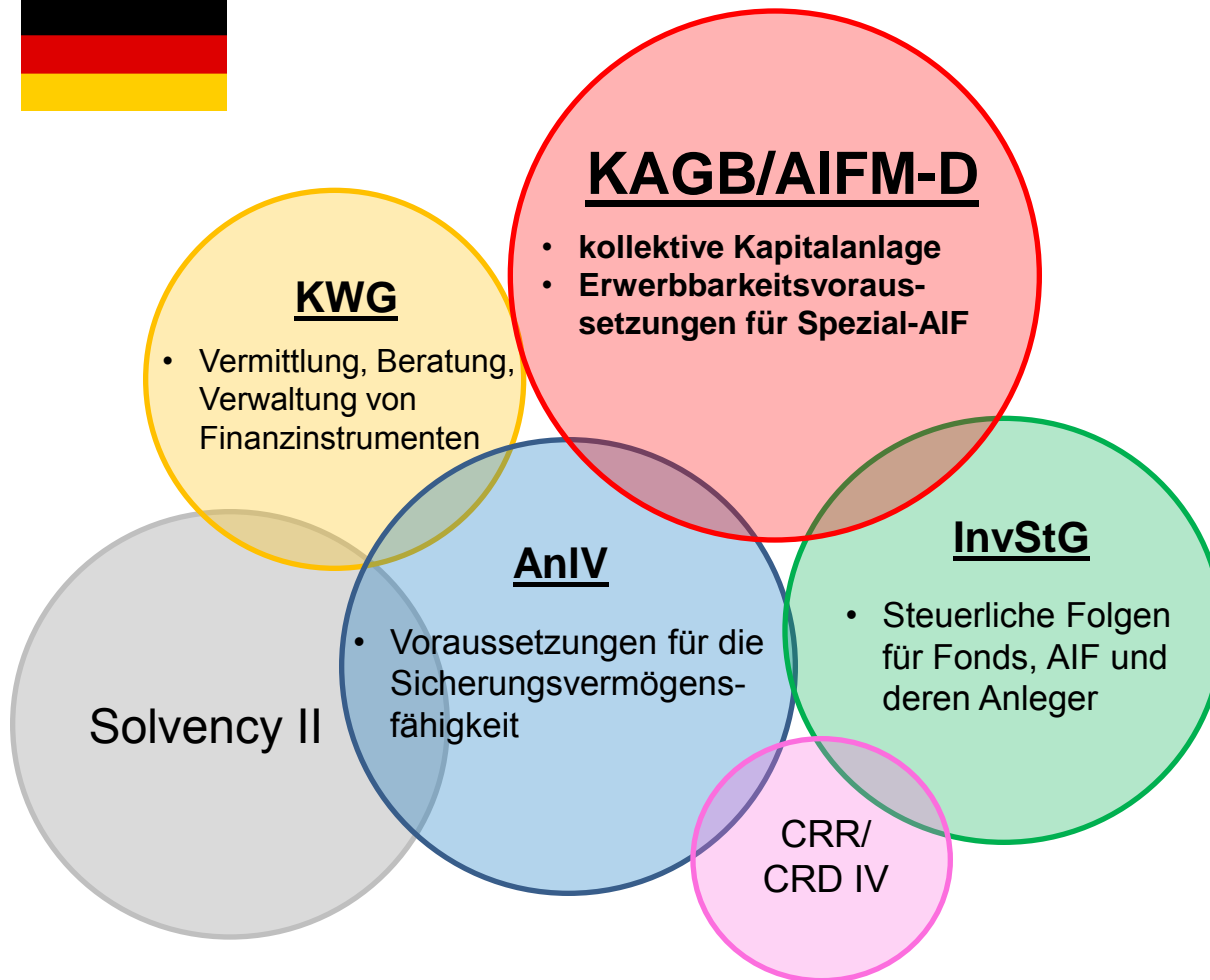 KAGB/AIFM-D
• kollektive Kapitalanlage
• Erwerbbarkeitsvoraus-
setzungen für Spezial-AIF
KWG
• Vermittlung, Beratung,
Verwaltung von
Finanzinstrumenten
InvStG
• Steuerliche Folgen
für Fonds, AIF und
deren Anleger
AnlV
• Voraussetzungen für die
Sicherungsvermögens-
fähigkeit
Solvency II
CRR/
CRD IV